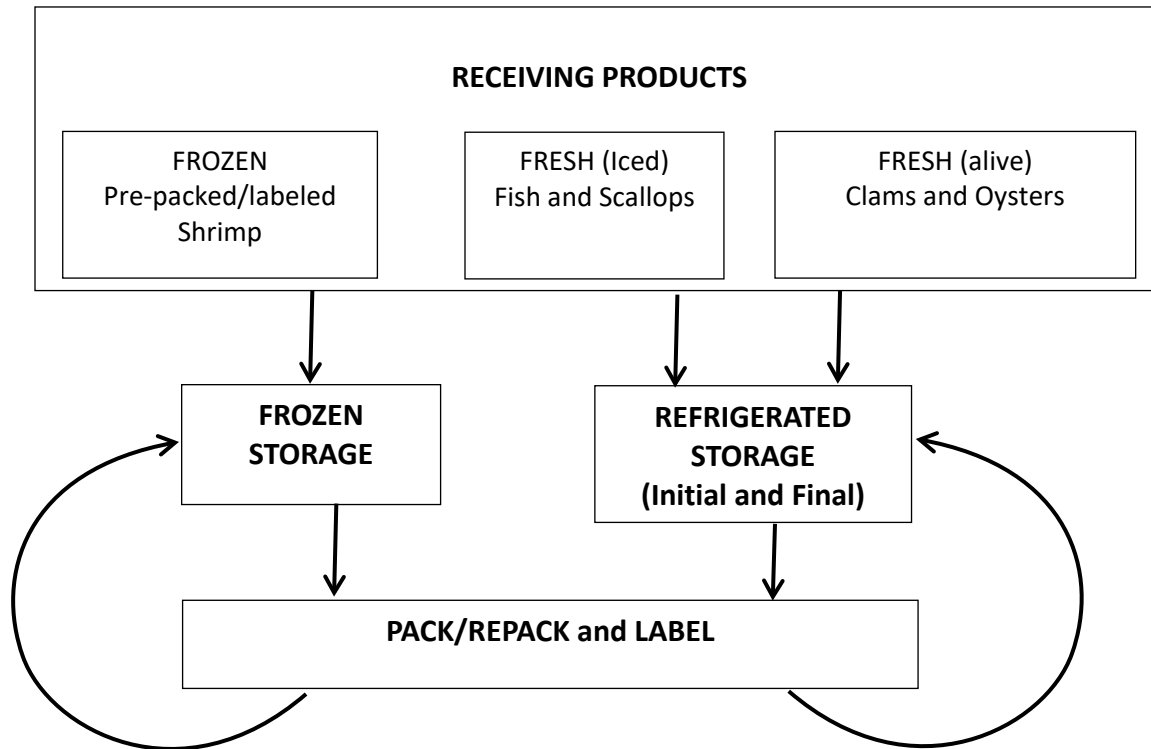 RECEIVING PRODUCTS
FROZEN
Pre-packed/labeled
Shrimp
FRESH (Iced)
Fish and Scallops
FRESH (alive)
Clams and Oysters
FROZEN
STORAGE
REFRIGERATED
STORAGE
(Initial and Final)
PACK/REPACK and LABEL